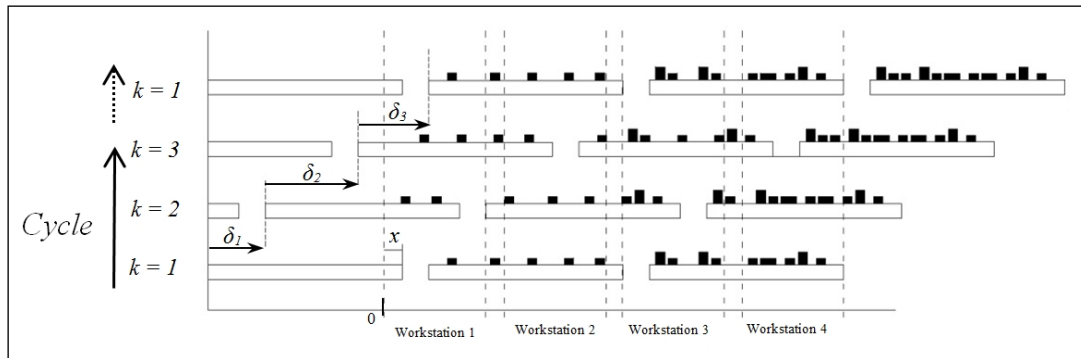 k = 1
δ3
k = 3
δ2
k = 2
Cycle
δ1
x
k = 1
0
Workstation 1
Workstation 2
Workstation 3
Workstation 4